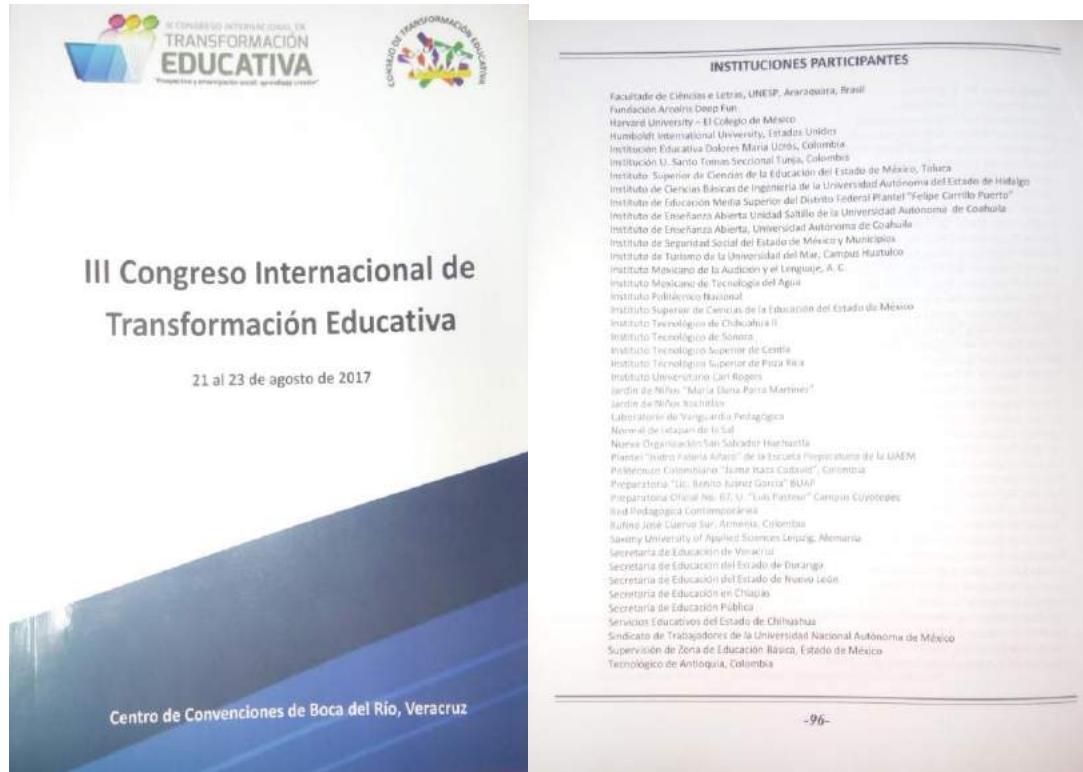 III CONGRESO INTERNACIONAL DE
TRANSFORMACIÓN
EDUCATIVA
"Prospectiva y emancipación social: aprendizaje creador"
CONSEJO DE TRANSFORMACIÓN EDUCATIVA
III Congreso Internacional de
Transformación Educativa
21 al 23 de agosto de 2017
Centro de Convenciones de Boca del Río, Veracruz
INSTITUCIONES PARTICIPANTES
Facultade de Ciências e Letras, UNESP, Araraquara, Brasil
Fundación Arcoíris Deep Fun
Harvard University – El Colegio de México
Humboldt International University, Estados Unidos
Institución Educativa Dolores María Ucrós, Colombia
Institución U. Santo Tomas Seccional Tunja, Colombia
Instituto Superior de Ciencias de la Educación del Estado de México, Toluca
Instituto de Ciencias Básicas de Ingeniería de la Universidad Autónoma del Estado de Hidalgo
Instituto de Educación Media Superior del Distrito Federal Plantel "Felipe Carrillo Puerto"
Instituto de Enseñanza Abierta Unidad Saltillo de la Universidad Autónoma de Coahuila
Instituto de Enseñanza Abierta, Universidad Autónoma de Coahuila
Instituto de Seguridad Social del Estado de México y Municipios
Instituto de Turismo de la Universidad del Mar, Campus Huatulco
Instituto Mexicano de la Audición y el Lenguaje, A. C.
Instituto Mexicano de Tecnología del Agua
Instituto Politécnico Nacional
Instituto Superior de Ciencias de la Educación del Estado de México
Instituto Tecnológico de Chihuahua II
Instituto Tecnológico de Sonora
Instituto Tecnológico Superior de Centla
Instituto Tecnológico Superior de Poza Rica
Instituto Universitario Carl Rogers
Jardín de Niños "María Elena Parra Martínez"
Jardín de Niños Xochitlán
Laboratorio de Vanguardia Pedagógica
Normal de Ixtapan de la Sal
Nueva Organización San Salvador
Plantel "Isidro Fabela Alfaro" de la Escuela Preparatoria de la UAEM
Politécnico Colombiano "Jaime Isaza Cadavid", Colombia
Preparatoria "Lic. Benito Juárez García" BUAP
Preparatoria Oficial No. 67, U. "Luis Pasteur" Campus Coyotepec
Red Pedagógica Contemporánea
Rufino José Cuervo Sur, Armenia, Colombia
Saxony University of Applied Sciences Leipzig, Alemania
Secretaría de Educación de Veracruz
Secretaría de Educación del Estado de Durango
Secretaría de Educación del Estado de Nuevo León
Secretaría de Educación en Chiapas
Secretaría de Educación Pública
Servicios Educativos del Estado de Chihuahua
Sindicato de Trabajadores de la Universidad Nacional Autónoma de México
Supervisión de Zona de Educación Básica, Estado de México
Tecnológico de Antioquia, Colombia
-96-